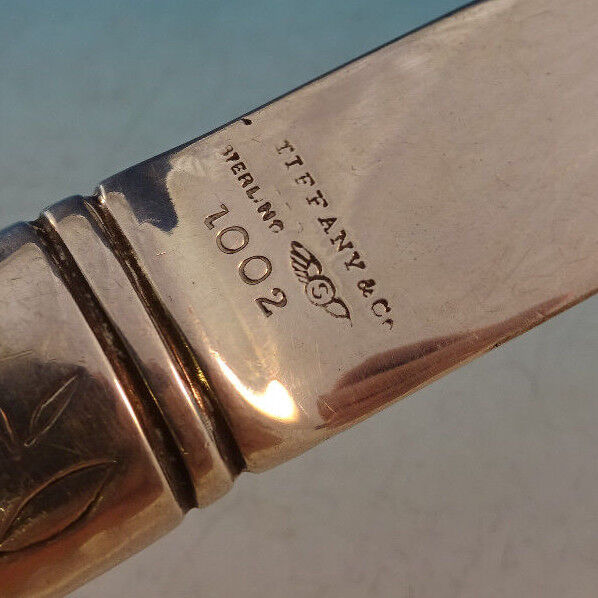 TIFFANY & Co
STERLING
1002
S